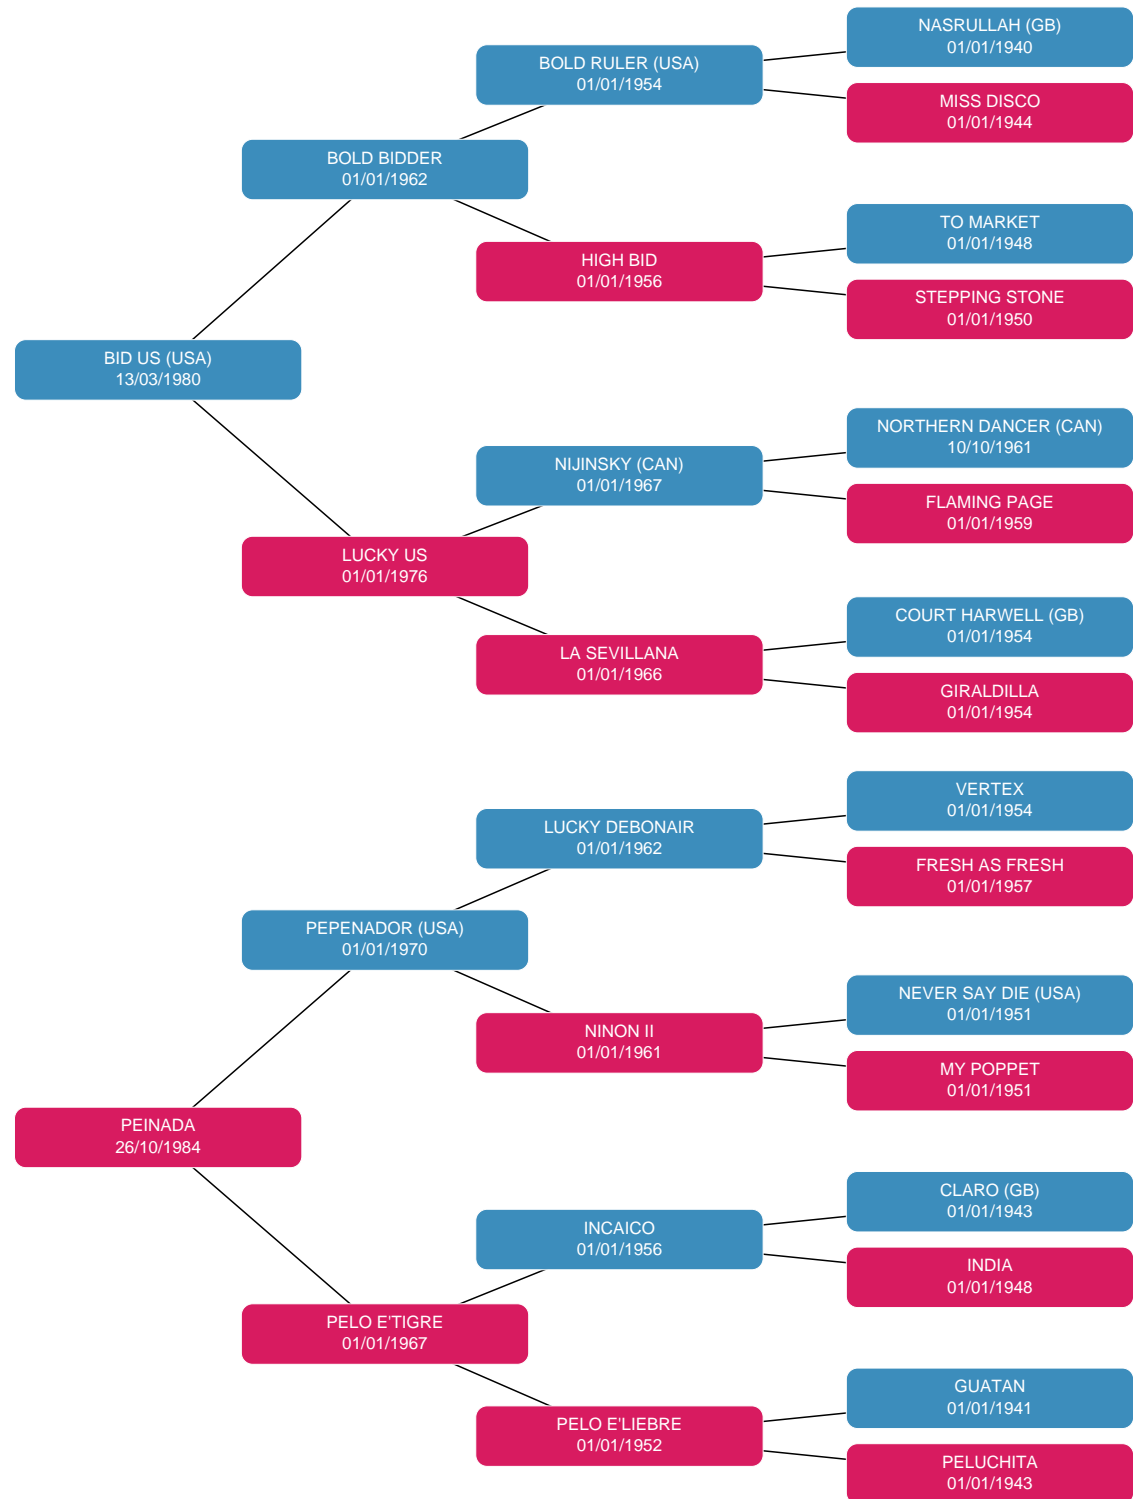 NASRULLAH (GB)
01/01/1940
BOLD RULER (USA)
01/01/1954
MISS DISCO
01/01/1944
BOLD BIDDER
01/01/1962
TO MARKET
01/01/1948
HIGH BID
01/01/1956
STEPPING STONE
01/01/1950
BID US (USA)
13/03/1980
NORTHERN DANCER (CAN)
10/10/1961
NIJINSKY (CAN)
01/01/1967
FLAMING PAGE
01/01/1959
LUCKY US
01/01/1976
COURT HARWELL (GB)
01/01/1954
LA SEVILLANA
01/01/1966
GIRALDILLA
01/01/1954
VERTEX
01/01/1954
LUCKY DEBONAIR
01/01/1962
FRESH AS FRESH
01/01/1957
PEPENADOR (USA)
01/01/1970
NEVER SAY DIE (USA)
01/01/1951
NINON II
01/01/1961
MY POPPET
01/01/1951
PEINADA
26/10/1984
CLARO (GB)
01/01/1943
INCAICO
01/01/1956
INDIA
01/01/1948
PELO E'TIGRE
01/01/1967
GUATAN
01/01/1941
PELO E'LIEBRE
01/01/1952
PELUCHITA
01/01/1943